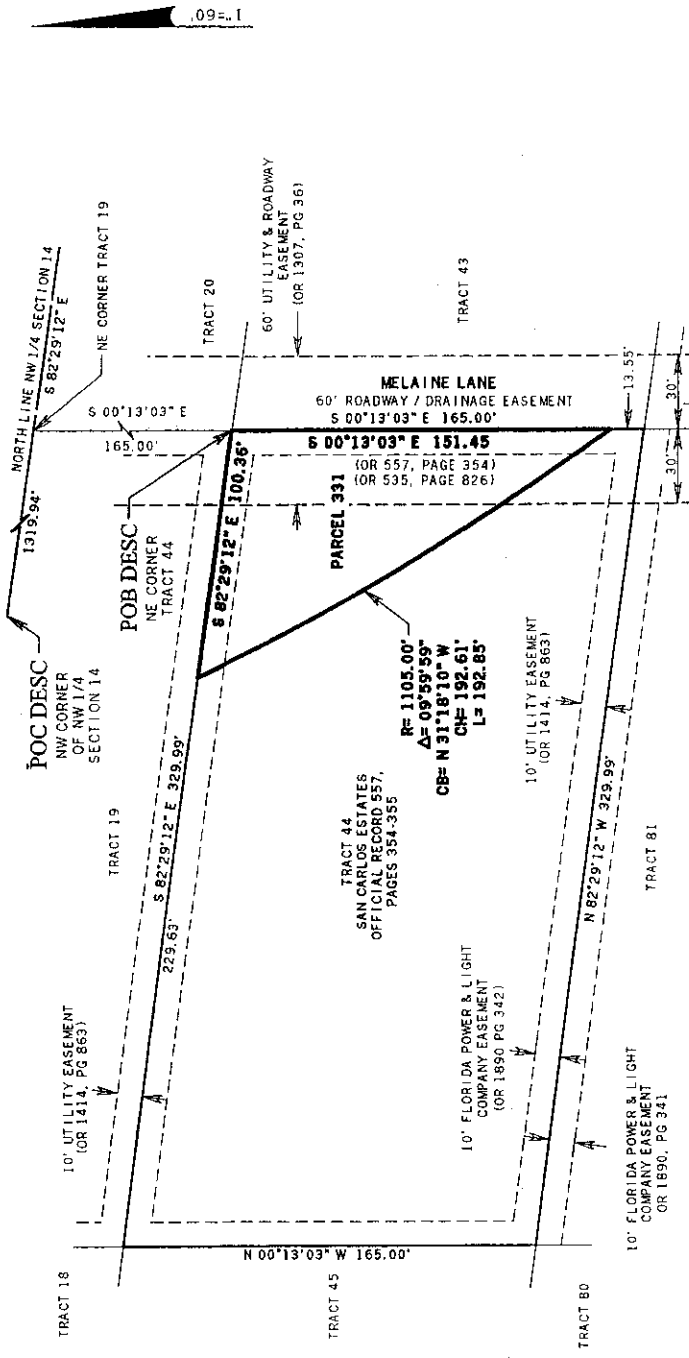 1"=60'
POC DESC
NW CORNER
OF NW 1/4
SECTION 14
1319.94'
NORTH LINE NW 1/4 SECTION 14
S 82°29'12" E
NE CORNER TRACT 19
S 00°13'03" E
165.00'
TRACT 20
60' UTILITY & ROADWAY
EASEMENT
(OR 1307, PG 36)
TRACT 43
POB DESC
NE CORNER
TRACT 44
TRACT 18
10' UTILITY EASEMENT
(OR 1414, PG 863)
TRACT 19
229.63'
S 82°29'12" E 329.99'
S 82°29'12" E 100.36'
MELAINE LANE
60' ROADWAY / DRAINAGE EASEMENT
S 00°13'03" E 165.00'
S 00°13'03" E 151.45
(OR 557, PAGE 354)
(OR 535, PAGE 826)
13.55'
30'
30'
PARCEL 331
R= 1105.00'
Δ= 09°59'59"
CB= N 31°18'10" W
CH= 192.61'
L= 192.85'
TRACT 44
SAN CARLOS ESTATES
OFFICIAL RECORD 557,
PAGES 354-355
N 00°13'03" W 165.00'
TRACT 45
10' FLORIDA POWER & LIGHT
COMPANY EASEMENT
(OR 1890 PG 342)
10' UTILITY EASEMENT
(OR 1414, PG 863)
N 82°29'12" W 329.99'
TRACT 80
10' FLORIDA POWER & LIGHT
COMPANY EASEMENT
OR 1890, PG 341
TRACT 81